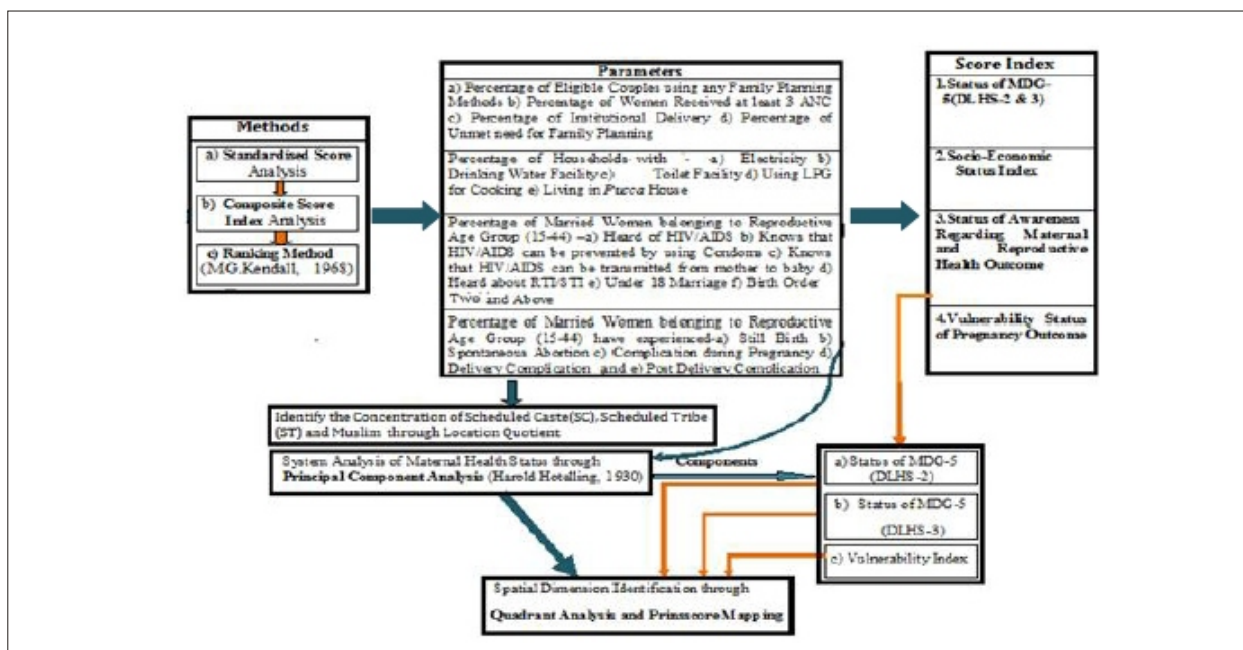 Methods
a) Standardised Score
Analysis
b) Composite Score
Index Analysis
c) Ranking Method
(MG.Kendall, 1968)
Parameters
a) Percentage of Eligible Couples using any Family Planning
Methods b) Percentage of Women Received at least 3 ANC
c) Percentage of Institutional Delivery d) Percentage of
Unmet need for Family Planning
Percentage of Households with - a) Electricity b)
Drinking Water Facility c) Toilet Facility d) Using LPG
for Cooking e) Living in Pucca House
Percentage of Married Women belonging to Reproductive
Age Group (15-44) –a) Heard of HIV/AIDS b) Knows that
HIV/AIDS can be prevented by using Condoms c) Knows
that HIV/AIDS can be transmitted from mother to baby d)
Heard about RTI/STI e) Under 18 Marriage f) Birth Order
Two and Above
Percentage of Married Women belonging to Reproductive
Age Group (15-44) have experienced-a) Still Birth b)
Spontaneous Abortion c) Complication during Pregnancy d)
Delivery Complication and e) Post Delivery Complication
Score Index
1.Status of MDG-
5(DLHS-2 & 3)
2.Socio-Economic
Status Index
3.Status of Awareness
Regarding Maternal
and Reproductive
Health Outcome
4.Vulnerability Status
of Pregnancy Outcome
Identify the Concentration of Scheduled Caste(SC), Scheduled Tribe
(ST) and Muslim through Location Quotient
System Analysis of Maternal Health Status through
Principal Component Analysis (Harold Hotelling, 1930)
Components
a) Status of MDG-5
(DLHS-2)
b) Status of MDG-5
(DLHS-3)
c) Vulnerability Index
Spatial Dimension Identification through
Quadrant Analysis and Prinsscore Mapping